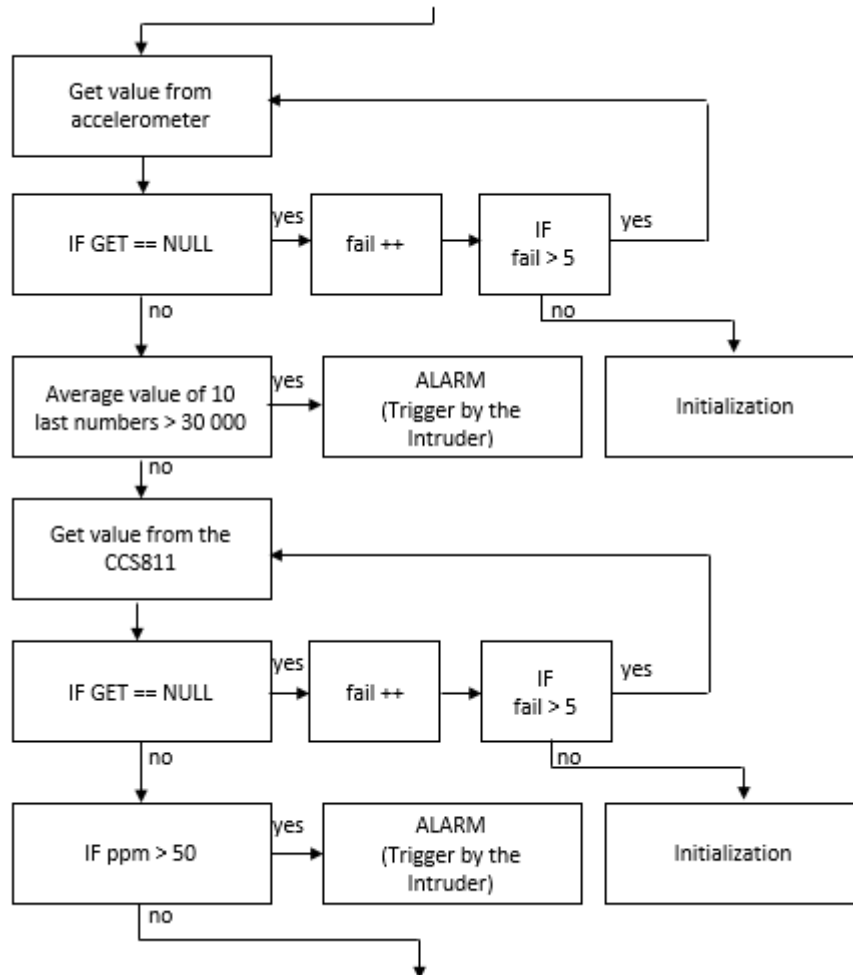 Get value from
accelerometer
IF GET == NULL
yes
fail ++
IF
fail > 5
yes
no
no
Average value of 10
last numbers > 30 000
yes
ALARM
(Trigger by the
Intruder)
Initialization
no
Get value from the
CCS811
IF GET == NULL
yes
fail ++
IF
fail > 5
yes
no
no
IF ppm > 50
yes
ALARM
(Trigger by the
Intruder)
Initialization
no